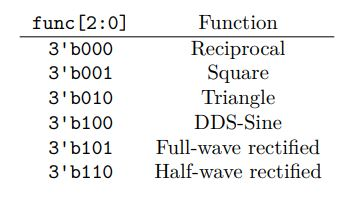 func[2:0] Function
3'b000 Reciprocal
3'b001 Square
3'b010 Triangle
3'b100 DDS-Sine
3'b101 Full-wave rectified
3'b110 Half-wave rectified